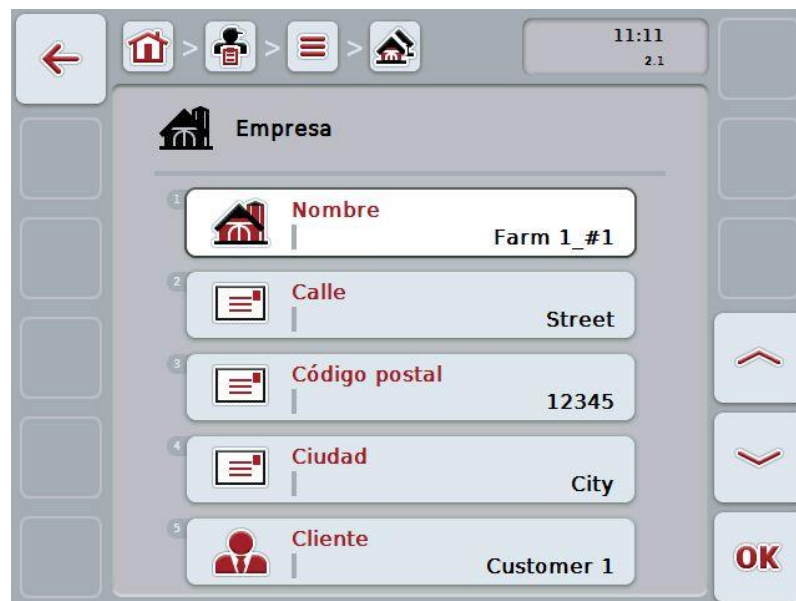 11:11
2.1
Empresa
1
Nombre
Farm 1_#1
2
Calle
Street
3
Código postal
12345
4
Ciudad
City
5
Cliente
Customer 1
OK